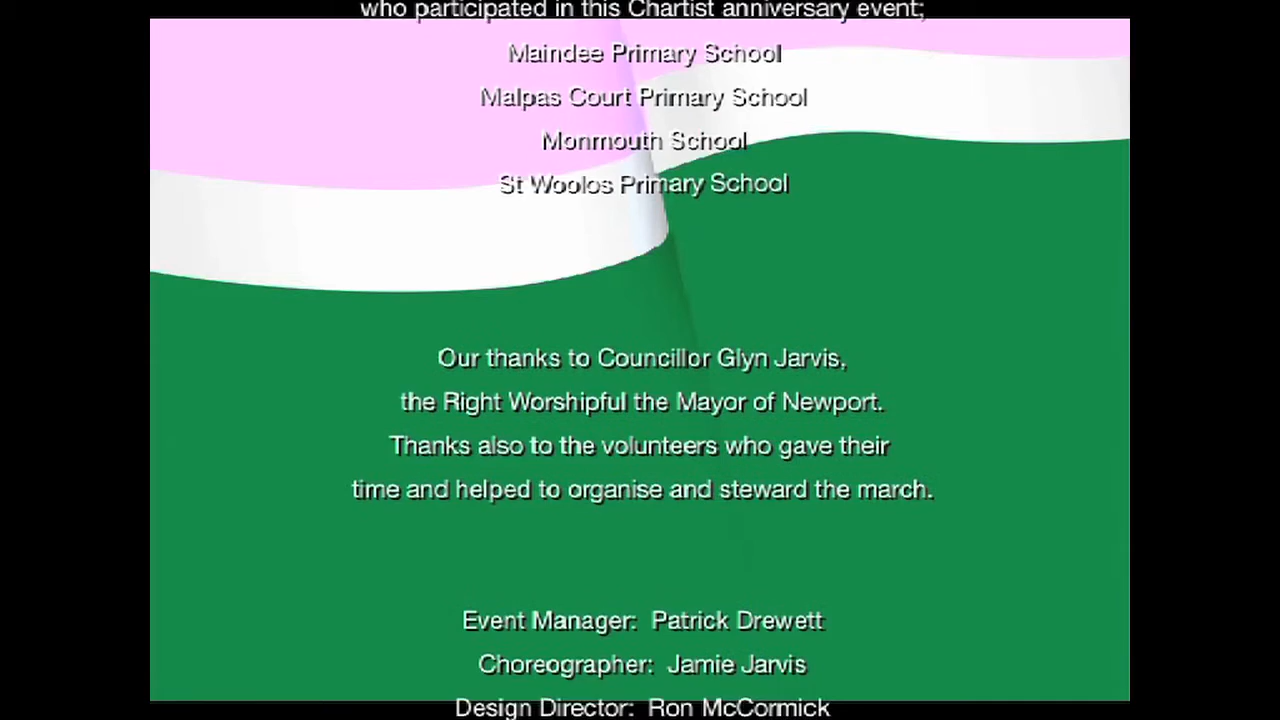 who participated in this Chartist anniversary event;
Maindee Primary School
Malpas Court Primary School
Monmouth School
St Woolos Primary School
Our thanks to Councillor Glyn Jarvis,
the Right Worshipful the Mayor of Newport.
Thanks also to the volunteers who gave their
time and helped to organise and steward the march.
Event Manager: Patrick Drewett
Choreographer: Jamie Jarvis
Design Director: Ron McCormick